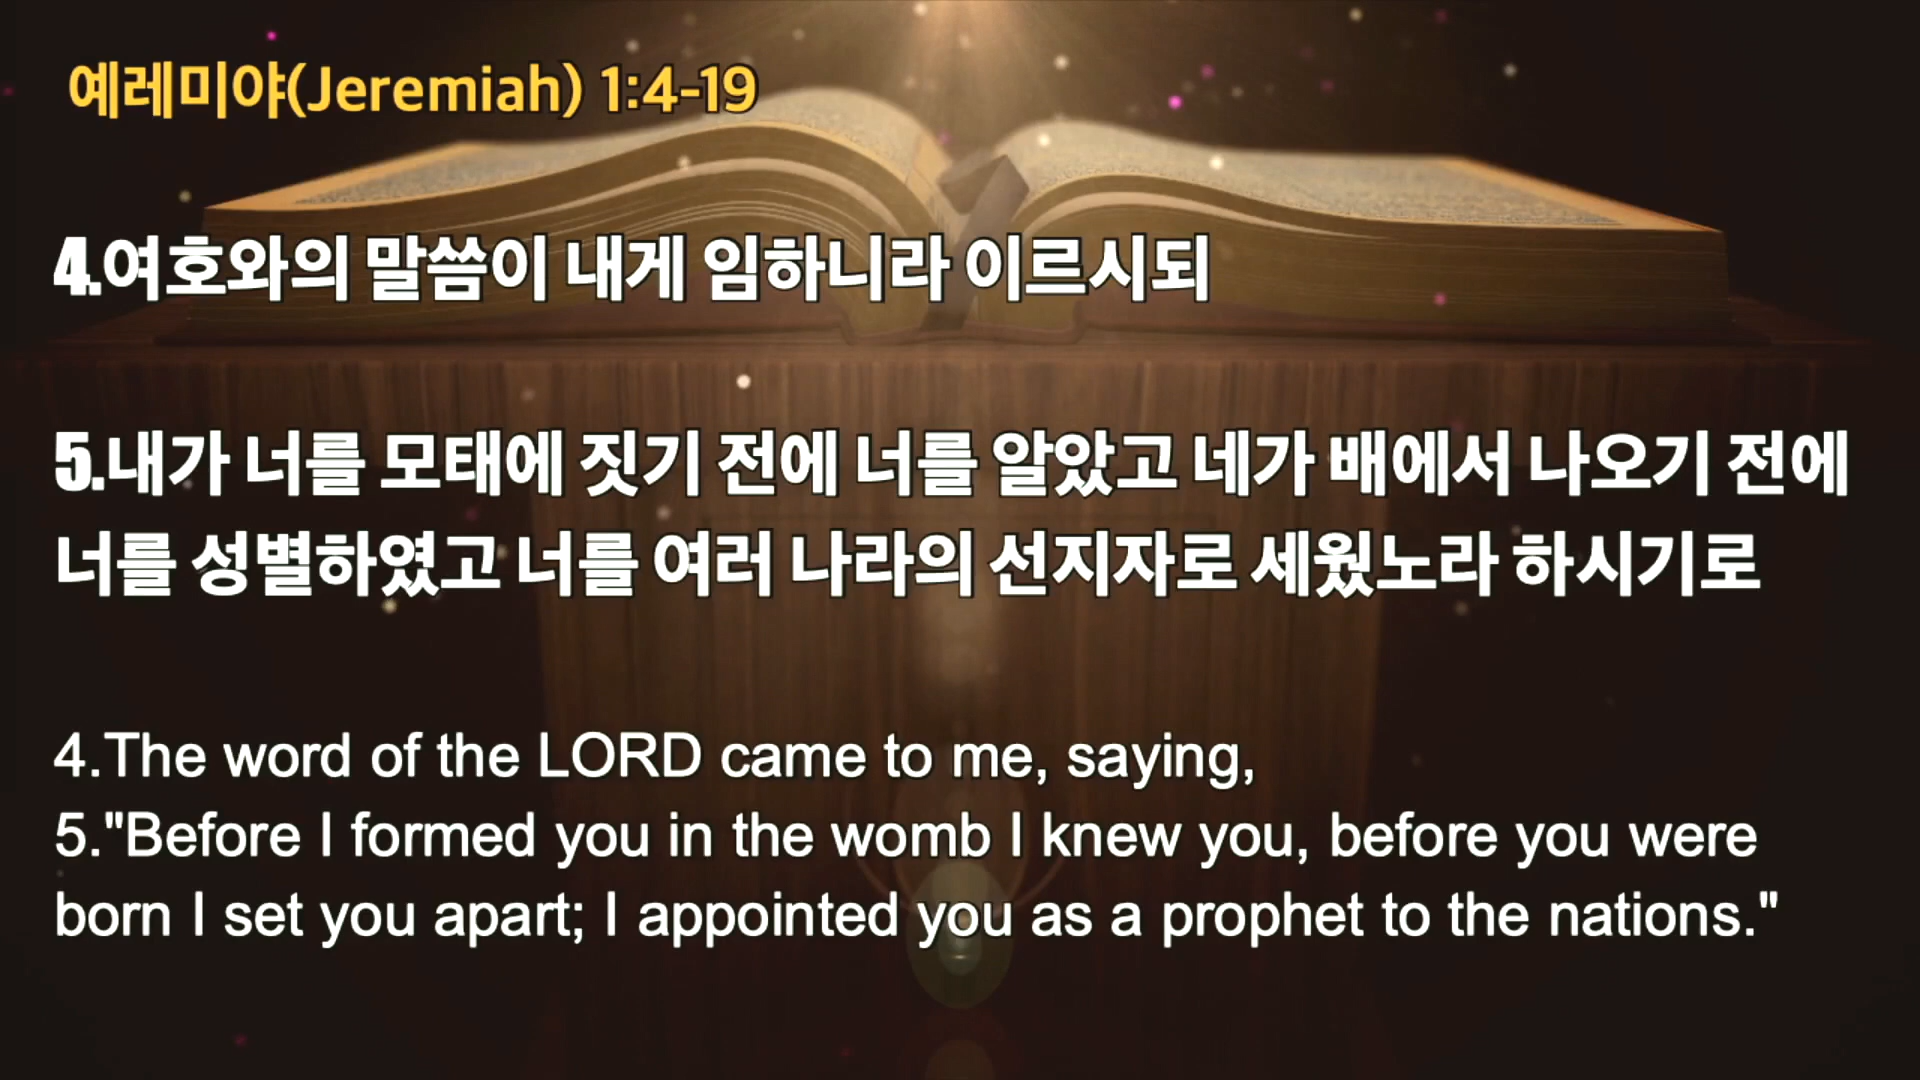 예레미야(Jeremiah) 1:4-19
4.여호와의 말씀이 내게 임하니라 이르시되
5.내가 너를 모태에 짓기 전에 너를 알았고 네가 배에서 나오기 전에
너를 성별하였고 너를 여러 나라의 선지자로 세웠노라 하시기로
4.The word of the LORD came to me, saying,
5."Before I formed you in the womb I knew you, before you were
born I set you apart; I appointed you as a prophet to the nations."